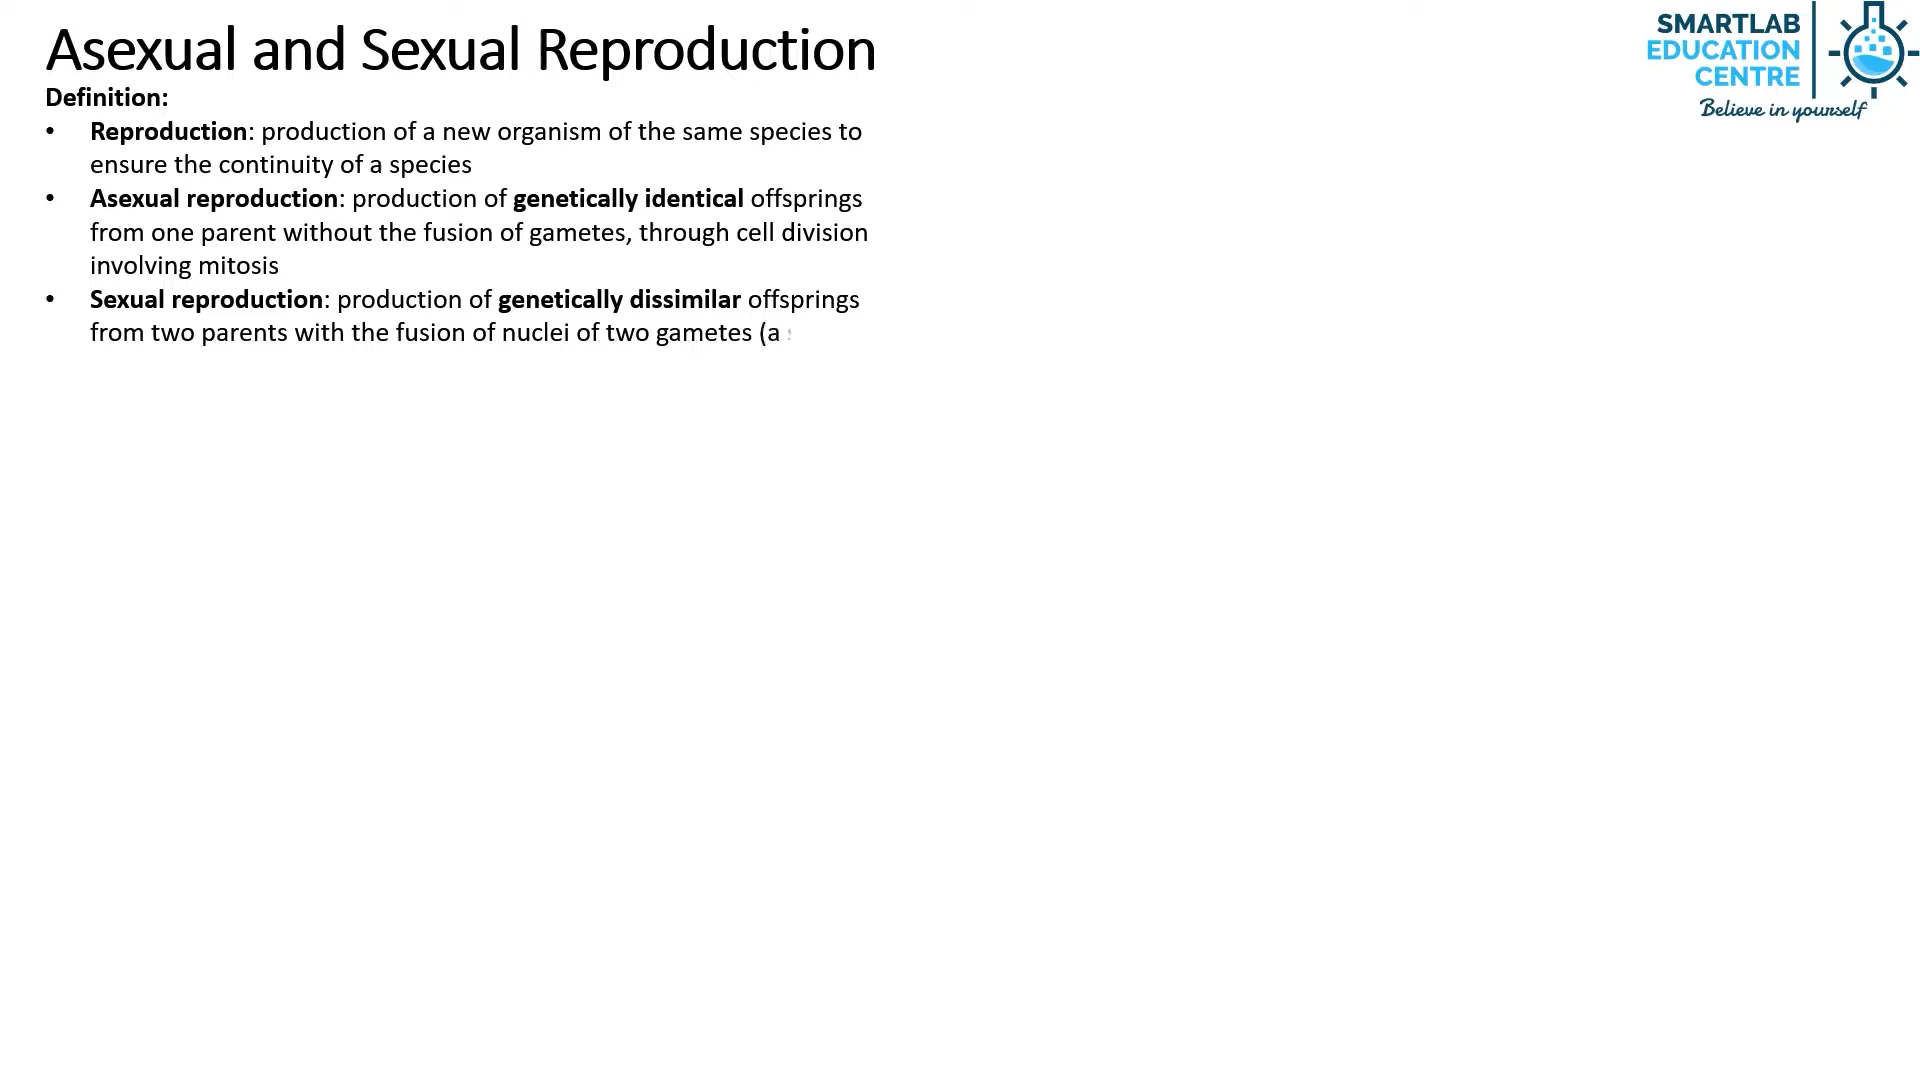 Asexual and Sexual Reproduction
SMARTLAB
EDUCATION
CENTRE
Believe in yourself
Definition:
• Reproduction: production of a new organism of the same species to
ensure the continuity of a species
• Asexual reproduction: production of genetically identical offsprings
from one parent without the fusion of gametes, through cell division
involving mitosis
• Sexual reproduction: production of genetically dissimilar offsprings
from two parents with the fusion of nuclei of two gametes (a